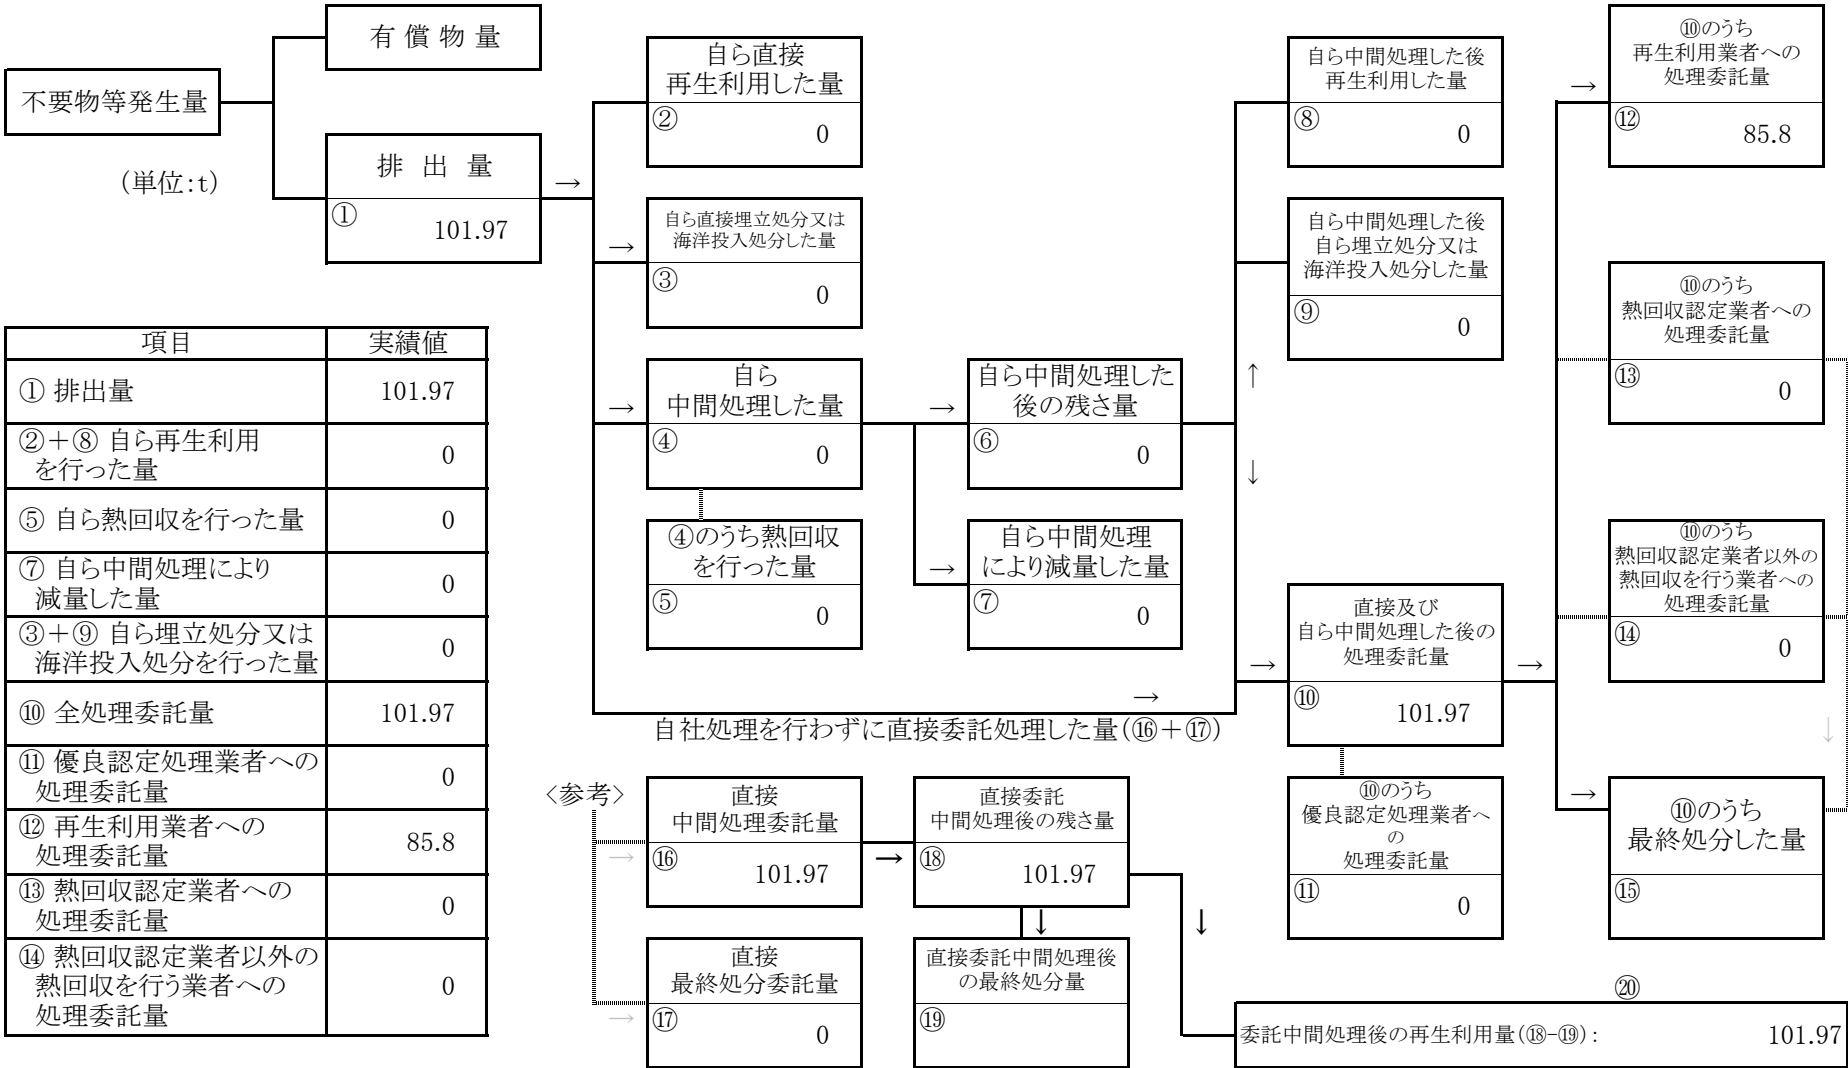 有 償 物 量
不要物等発生量
（単位:t）
排 出 量
①
101.97
→
自ら直接
再生利用した量
②
0
→
自ら直接埋立処分又は
海洋投入処分した量
③
0
→
自ら
中間処理した量
④
0
④のうち熱回収
を行った量
⑤
0
→
自ら中間処理した
後の残さ量
⑥
0
→
自ら中間処理
により減量した量
⑦
0
自ら中間処理した後
再生利用した量
⑧
0
自ら中間処理した後
自ら埋立処分又は
海洋投入処分した量
⑨
0
↑
↓
→
自社処理を行わずに直接委託処理した量(⑯＋⑰)
→
直接及び
自ら中間処理した後の
処理委託量
⑩
101.97
⑩のうち
優良認定処理業者へ
の
処理委託量
⑪
0
→
→
⑩のうち
再生利用業者への
処理委託量
⑫
85.8
⑩のうち
熱回収認定業者への
処理委託量
⑬
0
⑩のうち
熱回収認定業者以外の
熱回収を行う業者への
処理委託量
⑭
0
↓
→
⑩のうち
最終処分した量
⑮
項目 実績値
① 排出量 101.97
②＋⑧ 自ら再生利用
を行った量 0
⑤ 自ら熱回収を行った量 0
⑦ 自ら中間処理により
減量した量 0
③＋⑨ 自ら埋立処分又は
海洋投入処分を行った量 0
⑩ 全処理委託量 101.97
⑪ 優良認定処理業者への
処理委託量 0
⑫ 再生利用業者への
処理委託量 85.8
⑬ 熱回収認定業者への
処理委託量 0
⑭ 熱回収認定業者以外の
熱回収を行う業者への
処理委託量 0
<参考>
→
直接
中間処理委託量
⑯
101.97
→
直接委託
中間処理後の残さ量
⑱
101.97
↓
↓
→
直接
最終処分委託量
⑰
0
直接委託中間処理後
の最終処分量
⑲
⑳
委託中間処理後の再生利用量(⑱-⑲)： 101.97